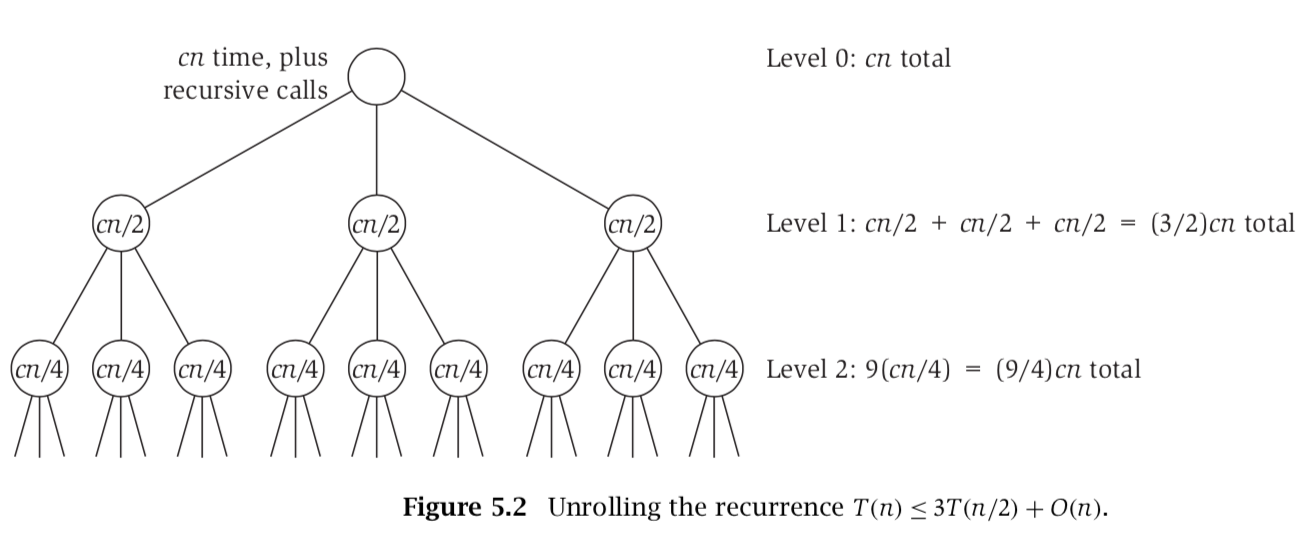 cn time, plus
recursive calls
Level 0: cn total
cn/2 cn/2 cn/2
Level 1: cn/2 + cn/2 + cn/2 = (3/2)cn total
cn/4 cn/4 cn/4 cn/4 cn/4 cn/4 cn/4 cn/4 cn/4
Level 2: 9(cn/4) = (9/4)cn total
Figure 5.2 Unrolling the recurrence T(n) ≤ 3T(n/2) + O(n).